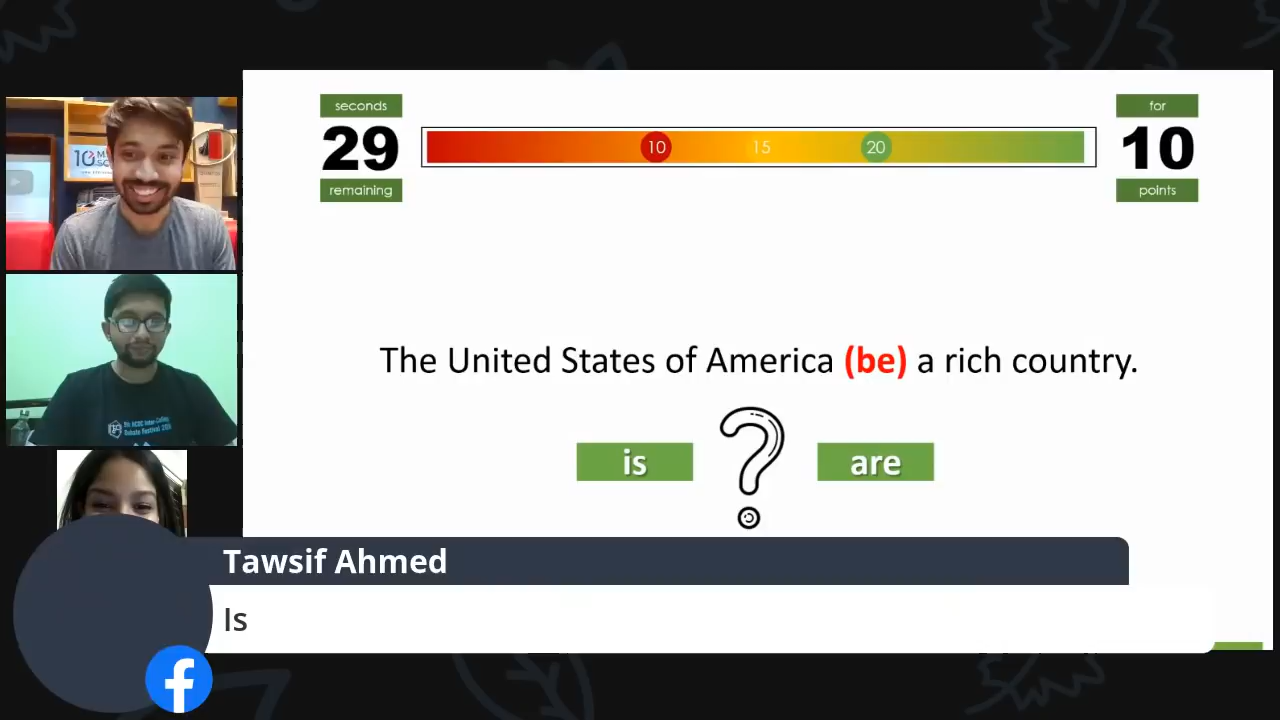 seconds
29
remaining
10
15
20
for
10
points
The United States of America (be) a rich country.
is
are
Tawsif Ahmed
Is
10 M